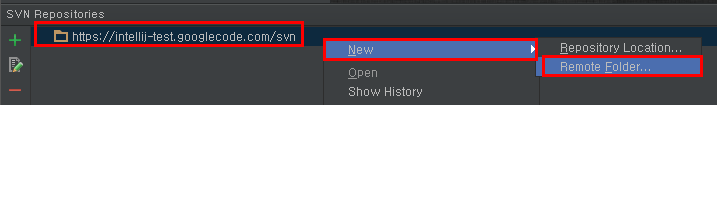 SVN Repositories
https://intellij-test.googlecode.com/svn
New
Repository Location...
Open
Remote Folder...
Show History